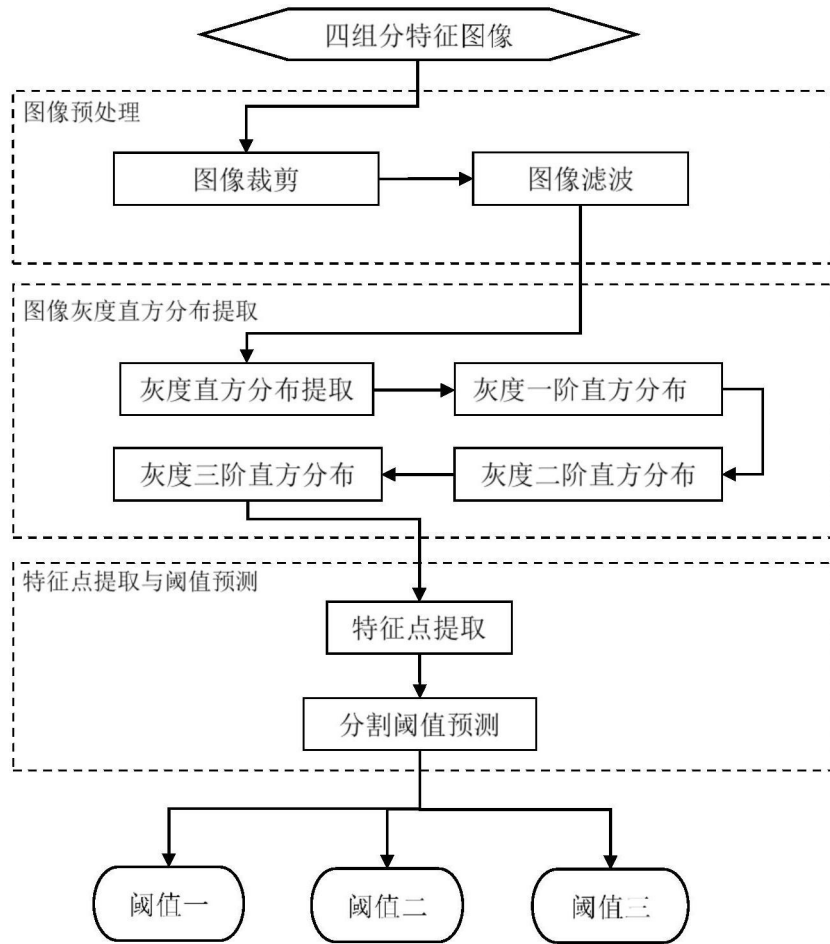 四组分特征图像
图像预处理
图像裁剪
图像滤波
图像灰度直方分布提取
灰度直方分布提取
灰度一阶直方分布
灰度三阶直方分布
灰度二阶直方分布
特征点提取与阈值预测
特征点提取
分割阈值预测
阈值一
阈值二
阈值三